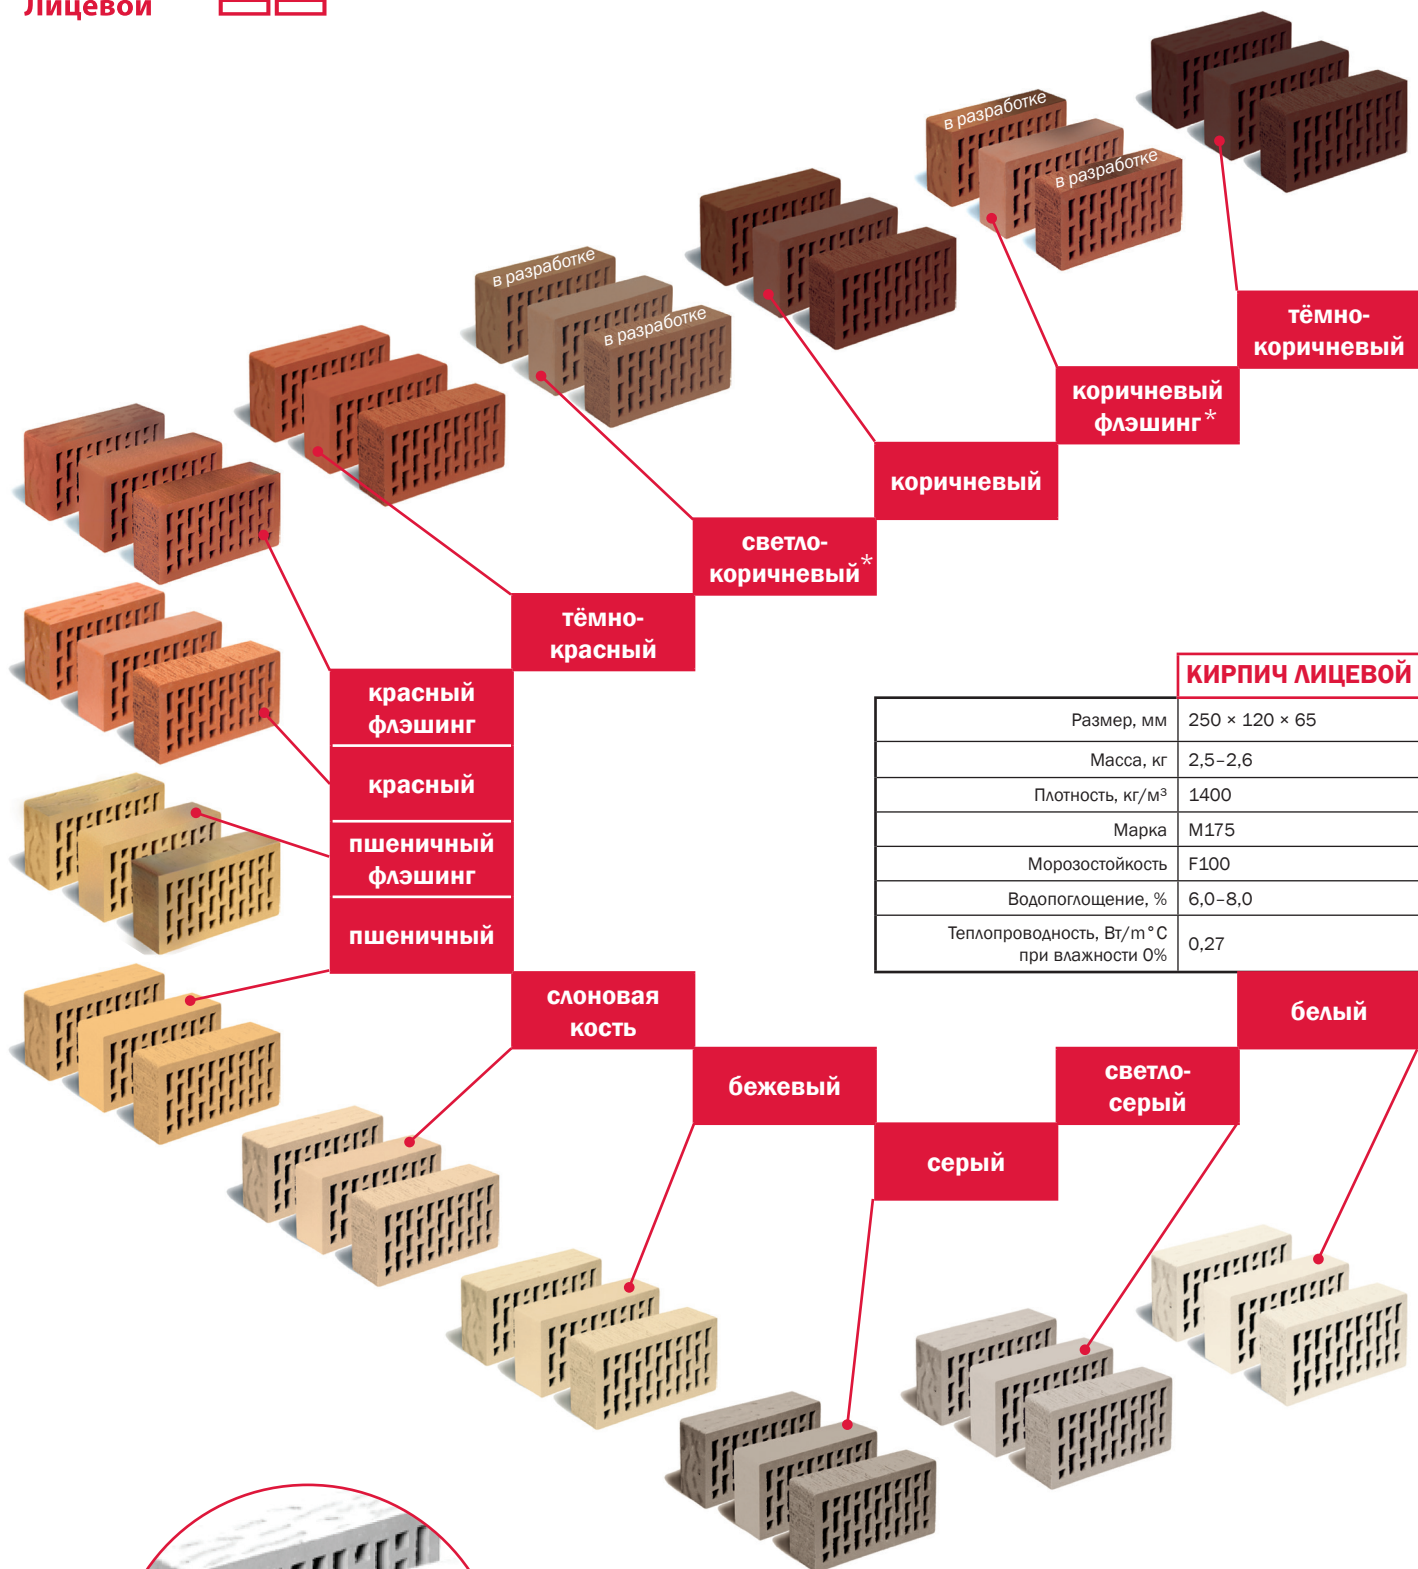 Лицевой
в разработке
в разработке
в разработке
в разработке
тёмно-
коричневый
коричневый
флэшинг*
коричневый
светло-
коричневый*
тёмно-
красный
красный
флэшинг
красный
пшеничный
флэшинг
пшеничный
КИРПИЧ ЛИЦЕВОЙ
Размер, мм 250 × 120 × 65
Масса, кг 2,5–2,6
Плотность, кг/м³ 1400
Марка М175
Морозостойкость F100
Водопоглощение, % 6,0–8,0
Теплопроводность, Вт/m°C
при влажности 0% 0,27
слоновая
кость
белый
бежевый
светло-
серый
серый